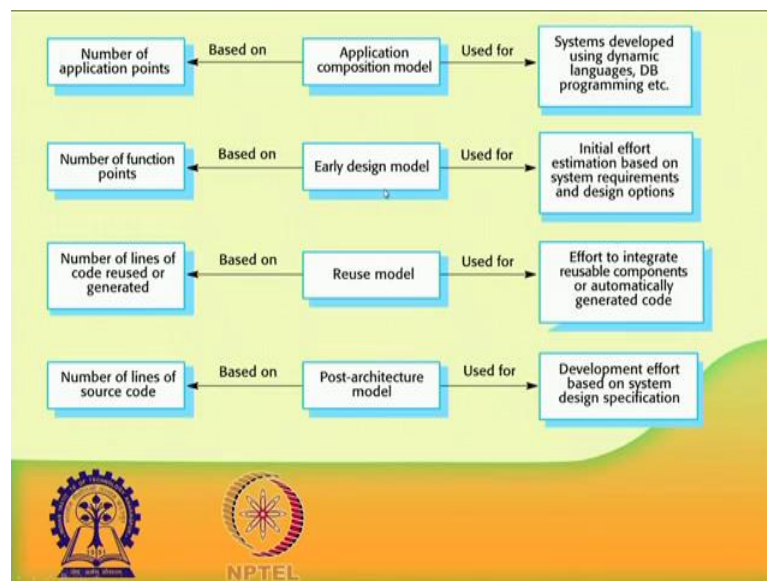 Number of
application points
Based on
Application
composition model
Used for
Systems developed
using dynamic
languages, DB
programming etc.
Number of function
points
Based on
Early design model
Used for
Initial effort
estimation based on
system requirements
and design options
Number of lines of
code reused or
generated
Based on
Reuse model
Used for
Effort to integrate
reusable components
or automatically
generated code
Number of lines of
source code
Based on
Post-architecture
model
Used for
Development effort
based on system
design specification
NPTEL